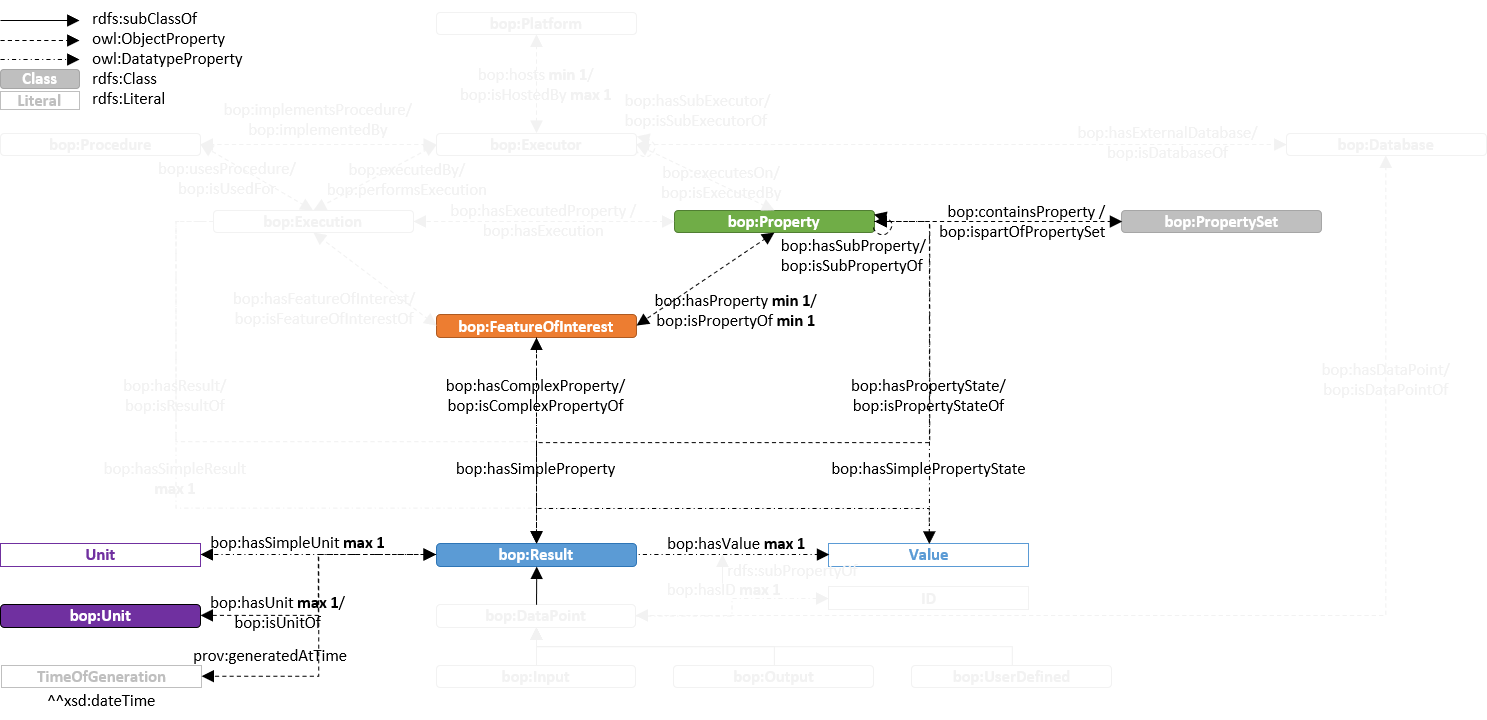 rdfs:subClassOf
owl:ObjectProperty
owl:DatatypeProperty
Class
rdfs:Class
Literal
rdfs:Literal
bop:Platform
bop:hosts min 1/
bop:isHostedBy max 1
bop:hasSubExecutor/
bop:isSubExecutorOf
bop:implementsProcedure/
bop:implementedBy
bop:hasExternalDatabase/
bop:isDatabaseOf
bop:Procedure
bop:Executor
bop:Database
bop:usesProcedure/
bop:isUsedFor
bop:executedBy/
bop:performsExecution
bop:executesOn/
bop:isExecutedBy
bop:Execution
bop:hasExecutedProperty /
bop:hasExecution
bop:Property
bop:containsProperty /
bop:ispartOfPropertySet
bop:PropertySet
bop:hasSubProperty/
bop:isSubPropertyOf
bop:hasFeatureOfInterest/
bop:isFeatureOfInterestOf
bop:hasProperty min 1/
bop:isPropertyOf min 1
bop:FeatureOfInterest
bop:hasResult/
bop:isResultOf
bop:hasComplexProperty/
bop:isComplexPropertyOf
bop:hasPropertyState/
bop:isPropertyStateOf
bop:hasDataPoint/
bop:isDataPointOf
bop:hasSimpleResult
max 1
bop:hasSimpleProperty
bop:hasSimplePropertyState
Unit
bop:hasSimpleUnit max 1
bop:Result
bop:hasValue max 1
Value
rdfs:subPropertyOf
bop:hasID max 1
ID
bop:Unit
bop:hasUnit max 1/
bop:isUnitOf
bop:DataPoint
prov:generatedAtTime
TimeOfGeneration
^^xsd:dateTime
bop:Input
bop:Output
bop:UserDefined